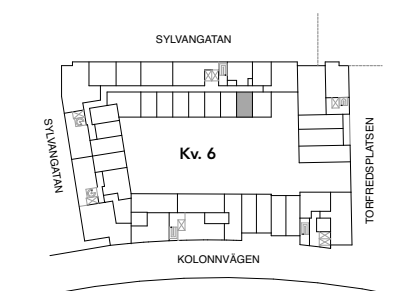 SYLVANGATAN
SYLVANGATAN
Kv. 6
TORFREDSPLATSEN
KOLONNVÄGEN